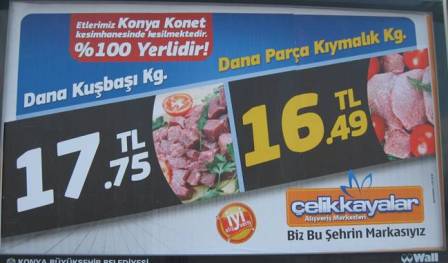 Etlerimiz Konya Konet
kesimhanesinde kesilmektedir.
%100 Yerlidir!
Dana Kuşbaşı Kg.
17.75 TL
Dana Parça Kıymalık Kg.
16.49 TL
iyi
çelikkayalar
Alışveriş Merkezleri
Biz Bu Şehrin Markasıyız
KONYA BÜYÜKŞEHİR BELEDİYESİ
Wall